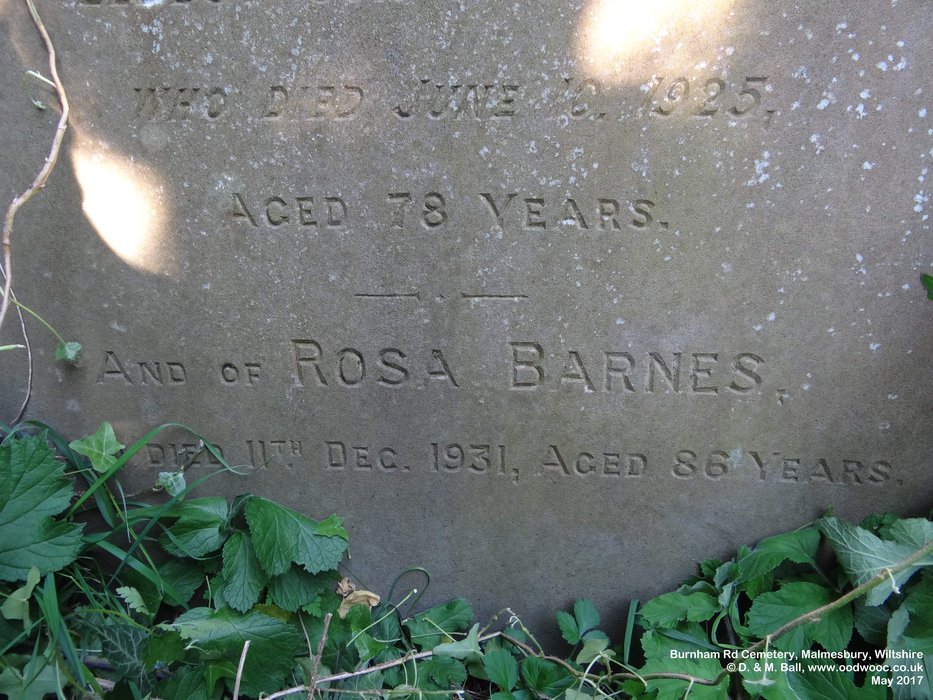 WHO DIED JUNE 10, 1925,
AGED 78 YEARS.
AND OF ROSA BARNES,
DIED 11TH DEC. 1931, AGED 86 YEARS.
Burnham Rd Cemetery, Malmesbury, Wiltshire
© D. & M. Ball, www.oodwooc.co.uk
May 2017